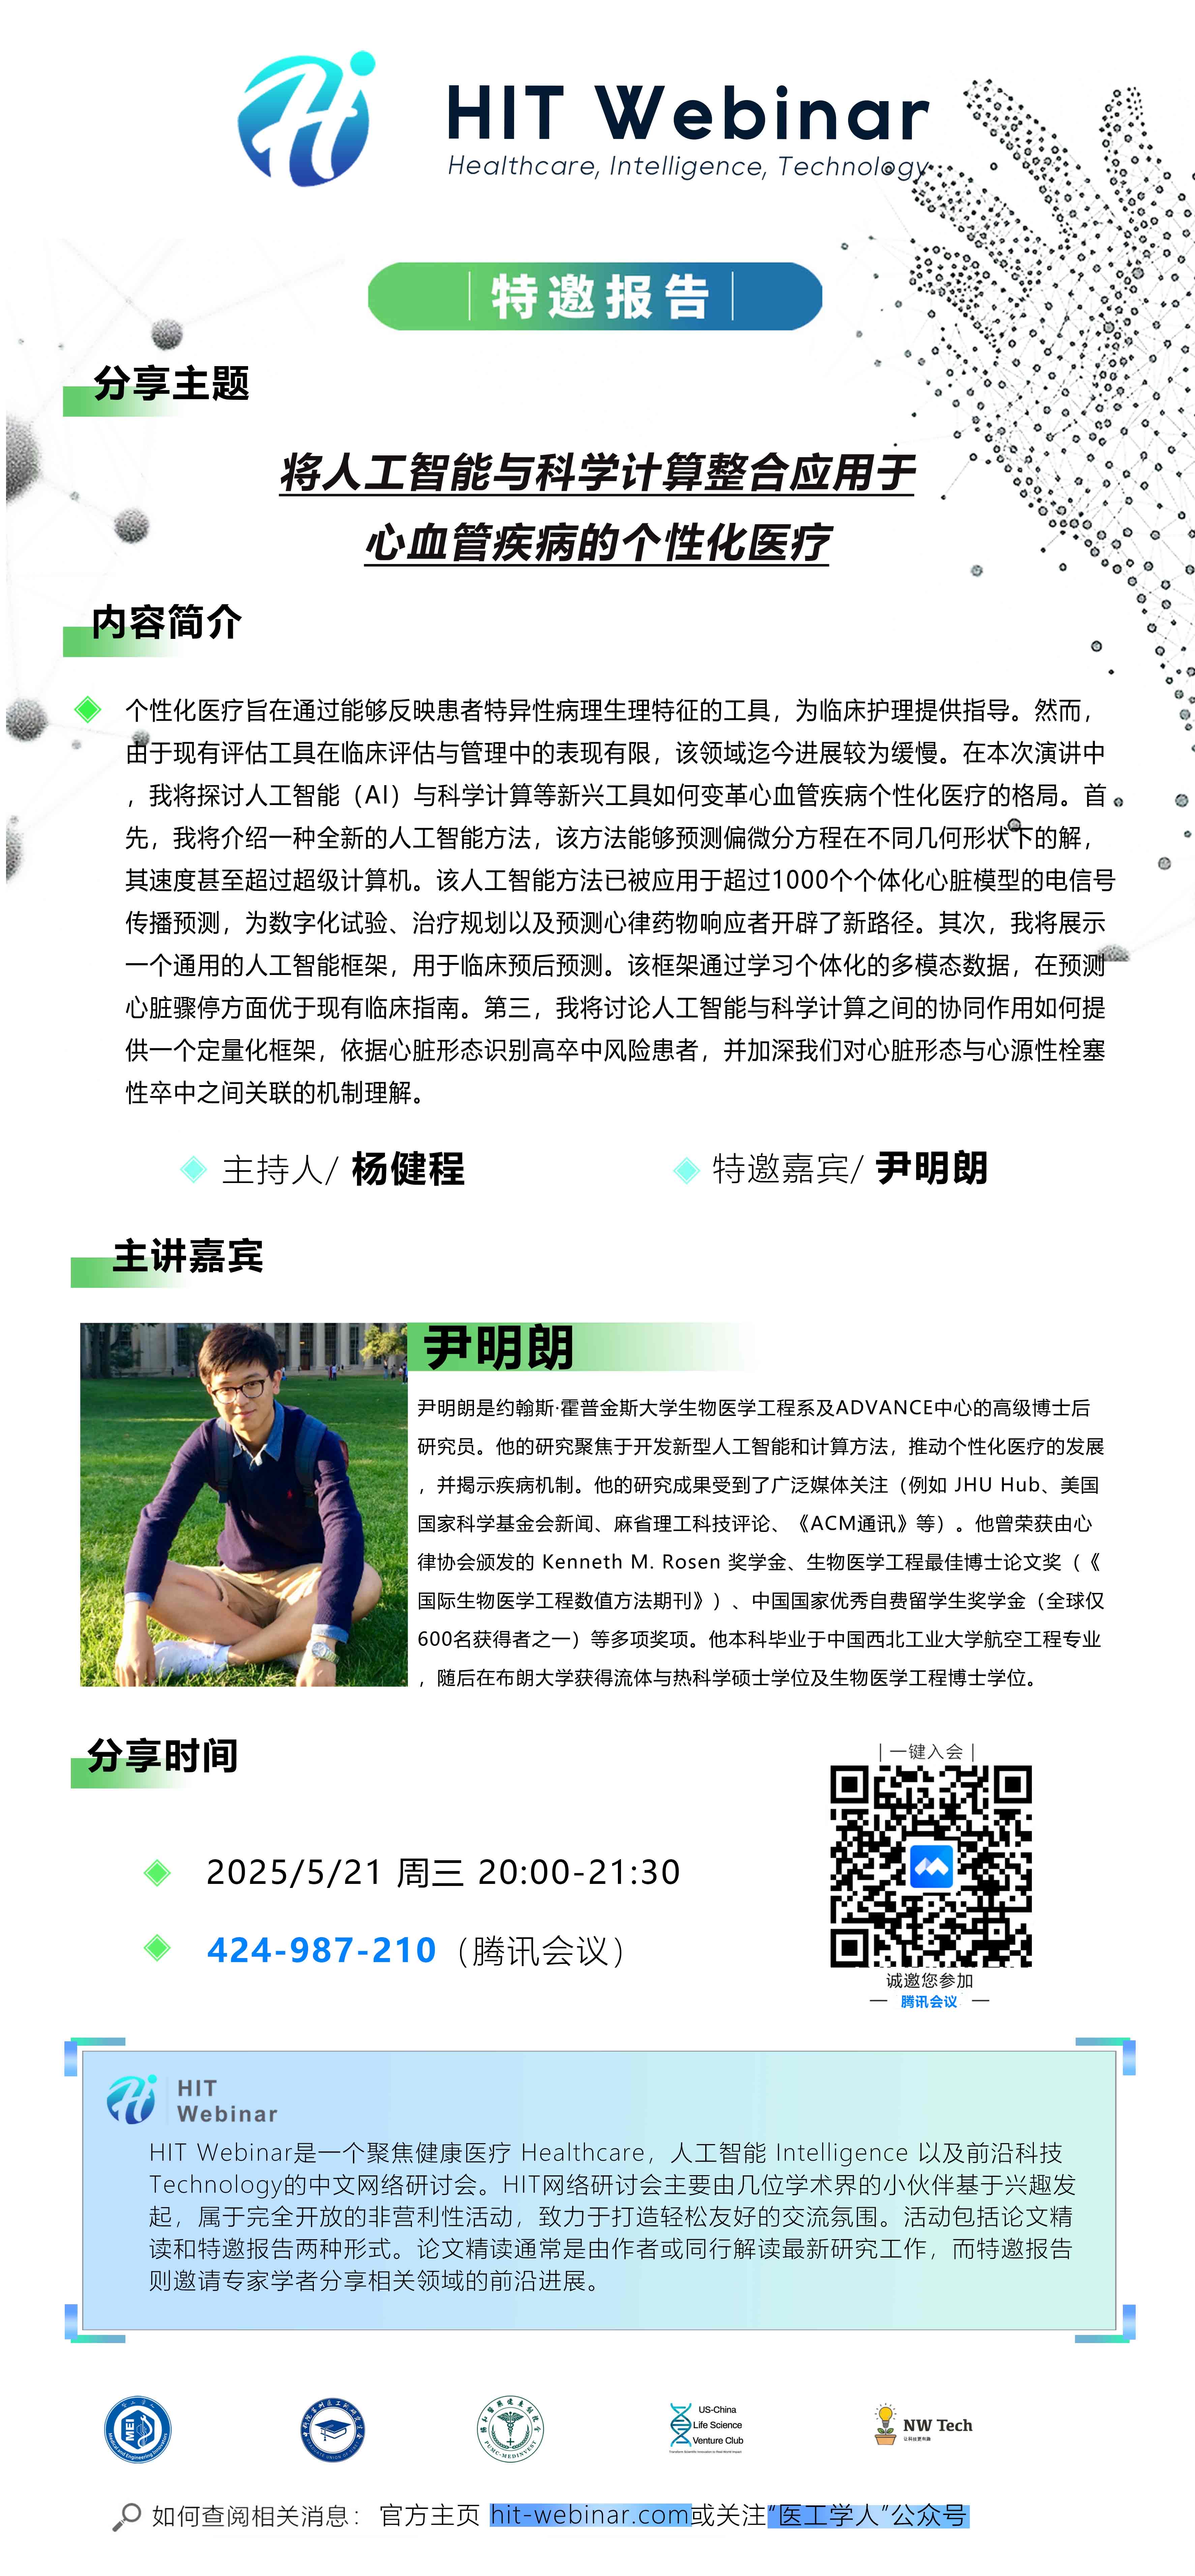 HIT Webinar
Healthcare, Intelligence, Technology
特邀报告
分享主题
将人工智能与科学计算整合应用于
心血管疾病的个性化医疗
内容简介
个性化医疗旨在通过能够反映患者特异性病理生理特征的工具，为临床护理提供指导。然而，
由于现有评估工具在临床评估与管理中的表现有限，该领域迄今进展较为缓慢。在本次演讲中
，我将探讨人工智能（AI）与科学计算等新兴工具如何变革心血管疾病个性化医疗的格局。首
先，我将介绍一种全新的人工智能方法，该方法能够预测偏微分方程在不同几何形状下的解，
其速度甚至超过超级计算机。该人工智能方法已被应用于超过1000个个体化心脏模型的电信号
传播预测，为数字化试验、治疗规划以及预测心律药物响应者开辟了新路径。其次，我将展示
一个通用的人工智能框架，用于临床预后预测。该框架通过学习个体化的多模态数据，在预测
心脏骤停方面优于现有临床指南。第三，我将讨论人工智能与科学计算之间的协同作用如何提
供一个定量化框架，依据心脏形态识别高卒中风险患者，并加深我们对心脏形态与心源性栓塞
性卒中之间关联的机制理解。
主持人/ 杨健程
特邀嘉宾/ 尹明朗
主讲嘉宾
尹明朗
尹明朗是约翰斯·霍普金斯大学生物医学工程系及ADVANCE中心的高级博士后
研究员。他的研究聚焦于开发新型人工智能和计算方法，推动个性化医疗的发展
，并揭示疾病机制。他的研究成果受到了广泛媒体关注（例如 JHU Hub、美国
国家科学基金会新闻、麻省理工科技评论、《ACM通讯》等）。他曾荣获由心
律协会颁发的 Kenneth M. Rosen 奖学金、生物医学工程最佳博士论文奖（《
国际生物医学工程数值方法期刊》）、中国国家优秀自费留学生奖学金（全球仅
600名获得者之一）等多项奖项。他本科毕业于中国西北工业大学航空工程专业
，随后在布朗大学获得流体与热科学硕士学位及生物医学工程博士学位。
分享时间
| 一键入会 |
2025/5/21 周三 20:00-21:30
424-987-210（腾讯会议）
诚邀您参加
腾讯会议
HIT
Webinar
HIT Webinar是一个聚焦健康医疗 Healthcare，人工智能 Intelligence 以及前沿科技
Technology的中文网络研讨会。HIT网络研讨会主要由几位学术界的小伙伴基于兴趣发
起，属于完全开放的非营利性活动，致力于打造轻松友好的交流氛围。活动包括论文精
读和特邀报告两种形式。论文精读通常是由作者或同行解读最新研究工作，而特邀报告
则邀请专家学者分享相关领域的前沿进展。
MEI
PUMC-MEDINVEST
US-China
Life Science
Venture Club
NW Tech
让科技更有趣
如何查阅相关消息： 官方主页 hit-webinar.com或关注“医工学人”公众号